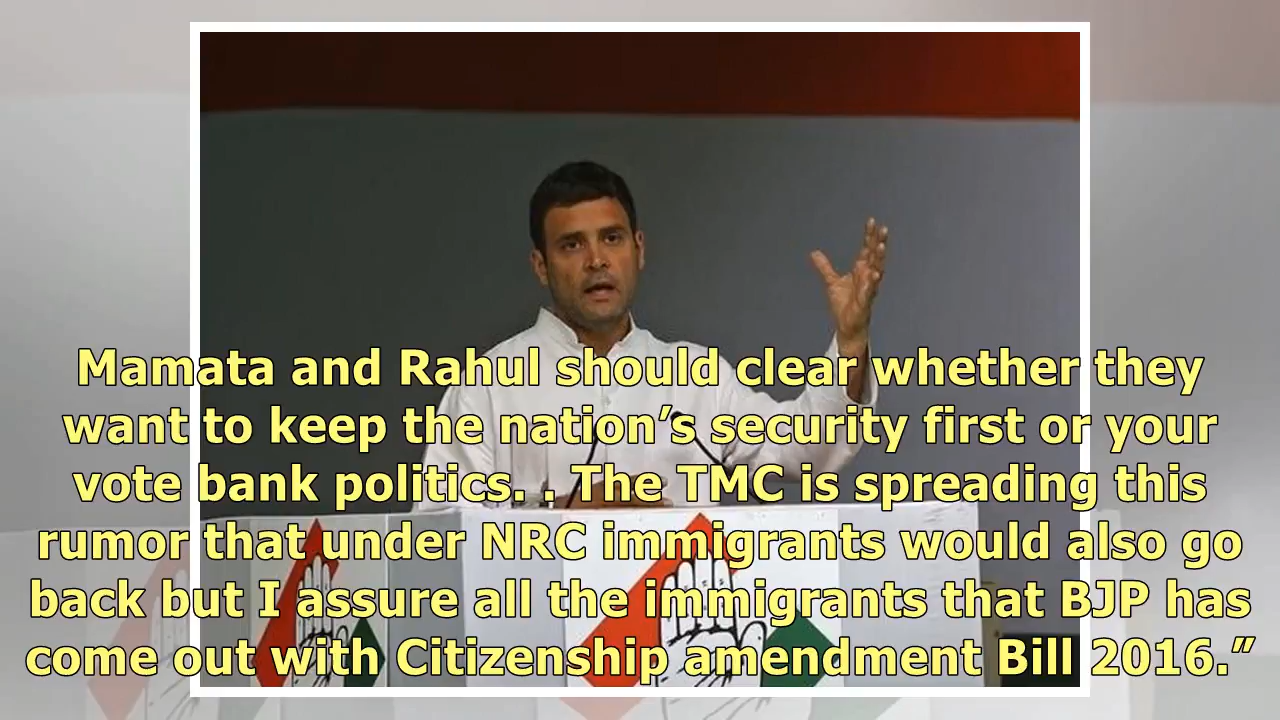 Mamata and Rahul should clear whether they
want to keep the nation’s security first or your
vote bank politics. . The TMC is spreading this
rumor that under NRC immigrants would also go
back but I assure all the immigrants that BJP has
come out with Citizenship amendment Bill 2016.”